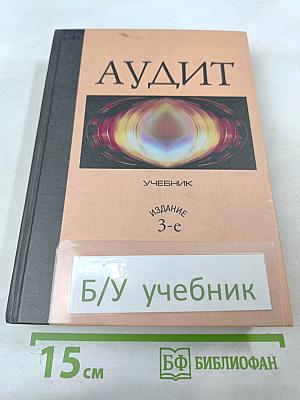 АУДИТ
УЧЕБНИК
ИЗДАНИЕ
3-е
Б/У учебник
15 см
БФ БИБЛИОФАН